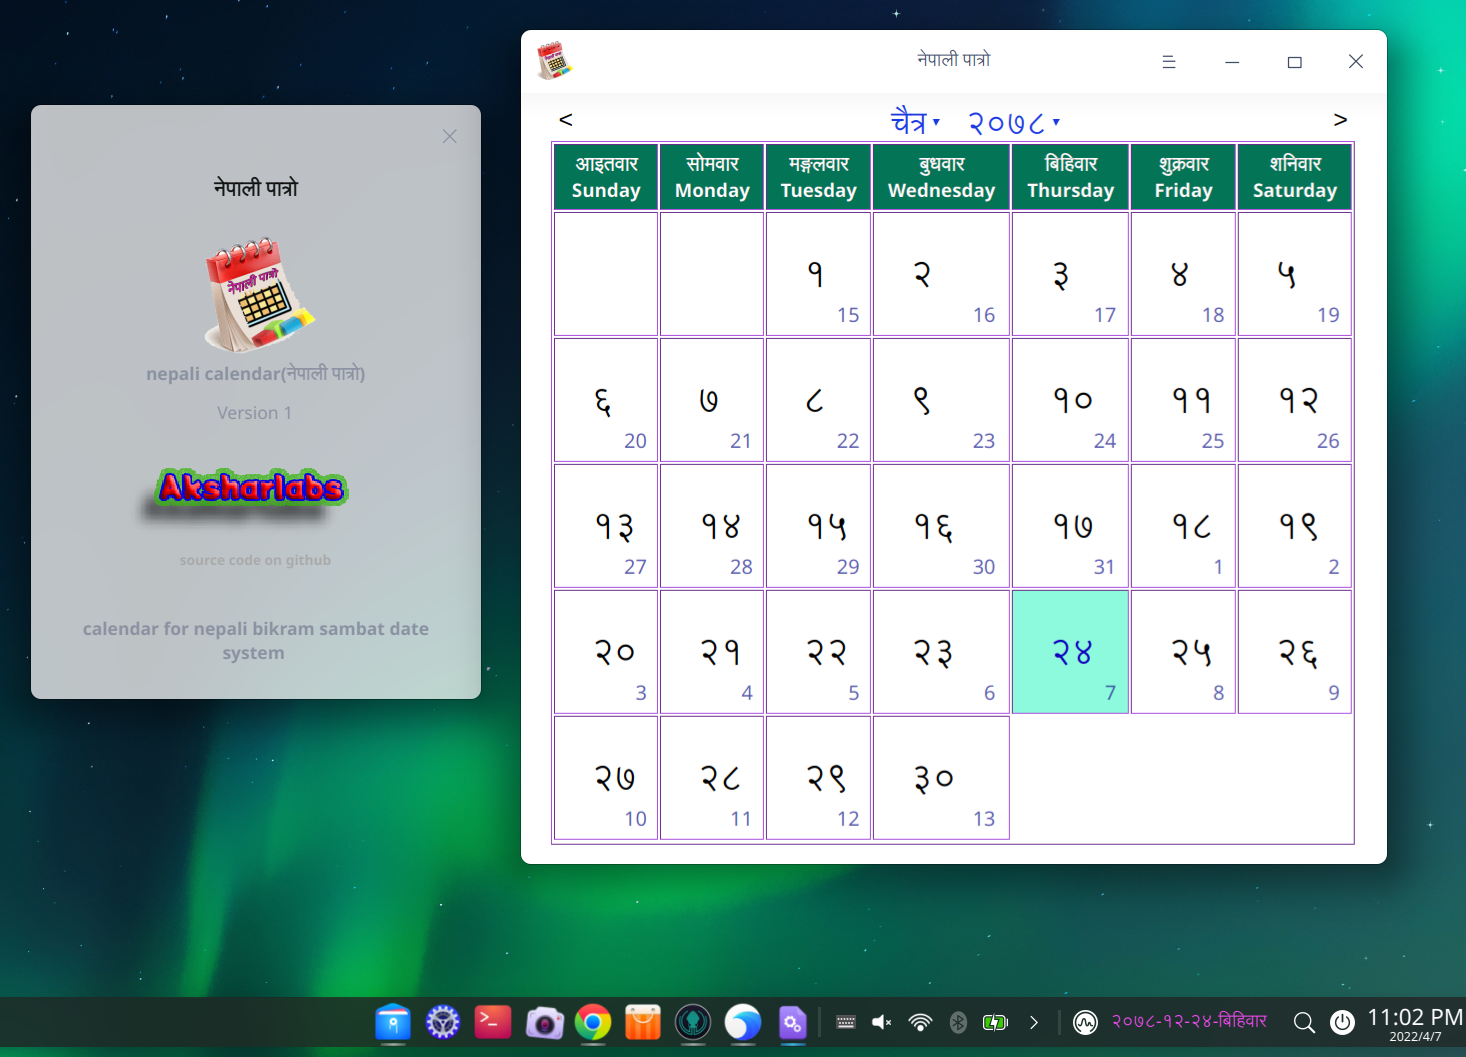 नेपाली पात्रो
नेपाली पात्रो
nepali calendar(नेपाली पात्रो)
Version 1
Aksharlabs
source code on github
calendar for nepali bikram sambat date
system
नेपाली पात्रो
< चैत्र ▾ २०७८ ▾ >
आइतवार सोमवार मङ्गलवार बुधवार बिहिवार शुक्रवार शनिवार
Sunday Monday Tuesday Wednesday Thursday Friday Saturday
१ २ ३ ४ ५
15 16 17 18 19
६ ७ ८ ९ १० ११ १२
20 21 22 23 24 25 26
१३ १४ १५ १६ १७ १८ १९
27 28 29 30 31 1 2
२० २१ २२ २३ २४ २५ २६
3 4 5 6 7 8 9
२७ २८ २९ ३०
10 11 12 13
२०७८-१२-२४-बिहिवार 11:02 PM
2022/4/7